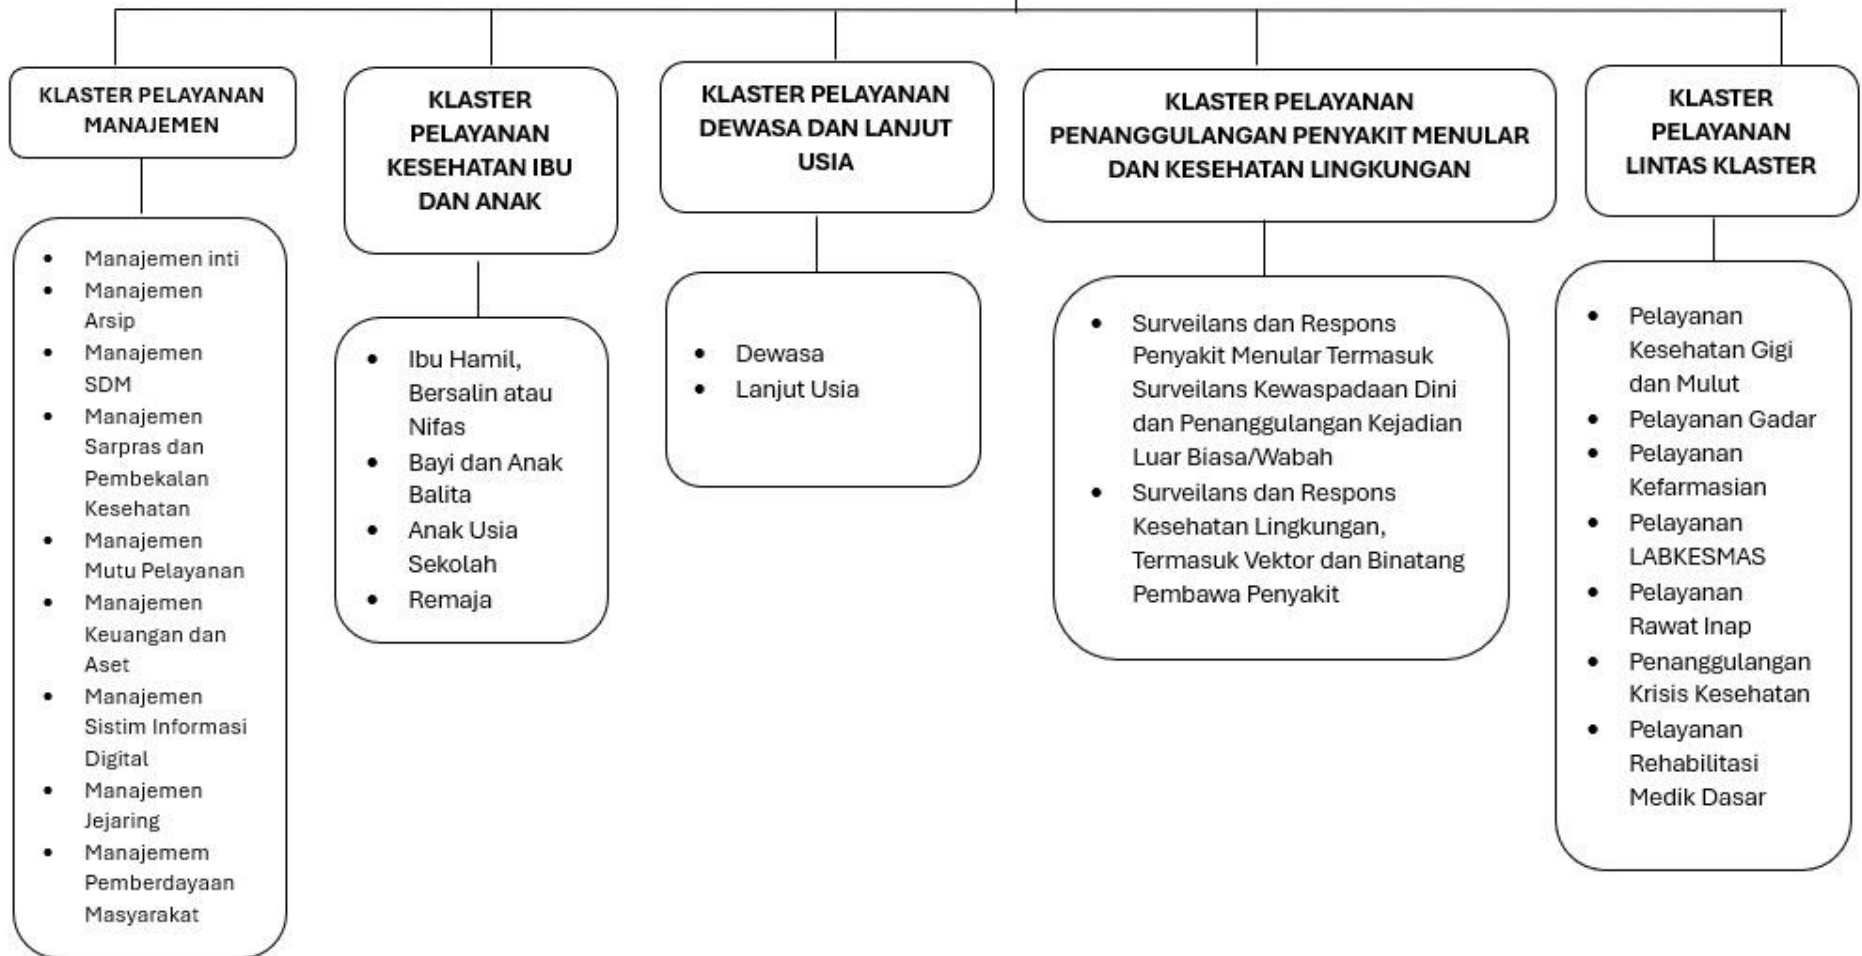 KLASTER PELAYANAN
MANAJEMEN
• Manajemen inti
• Manajemen
Arsip
• Manajemen
SDM
• Manajemen
Sarpras dan
Pembekalan
Kesehatan
• Manajemen
Mutu Pelayanan
• Manajemen
Keuangan dan
Aset
• Manajemen
Sistim Informasi
Digital
• Manajemen
Jejaring
• Manajemem
Pemberdayaan
Masyarakat
KLASTER
PELAYANAN
KESEHATAN IBU
DAN ANAK
• Ibu Hamil,
Bersalin atau
Nifas
• Bayi dan Anak
Balita
• Anak Usia
Sekolah
• Remaja
KLASTER PELAYANAN
DEWASA DAN LANJUT
USIA
• Dewasa
• Lanjut Usia
KLASTER PELAYANAN
PENANGGULANGAN PENYAKIT MENULAR
DAN KESEHATAN LINGKUNGAN
• Surveilans dan Respons
Penyakit Menular Termasuk
Surveilans Kewaspadaan Dini
dan Penanggulangan Kejadian
Luar Biasa/Wabah
• Surveilans dan Respons
Kesehatan Lingkungan,
Termasuk Vektor dan Binatang
Pembawa Penyakit
KLASTER
PELAYANAN
LINTAS KLASTER
• Pelayanan
Kesehatan Gigi
dan Mulut
• Pelayanan Gadar
• Pelayanan
Kefarmasian
• Pelayanan
LABKESMAS
• Pelayanan
Rawat Inap
• Penanggulangan
Krisis Kesehatan
• Pelayanan
Rehabilitasi
Medik Dasar